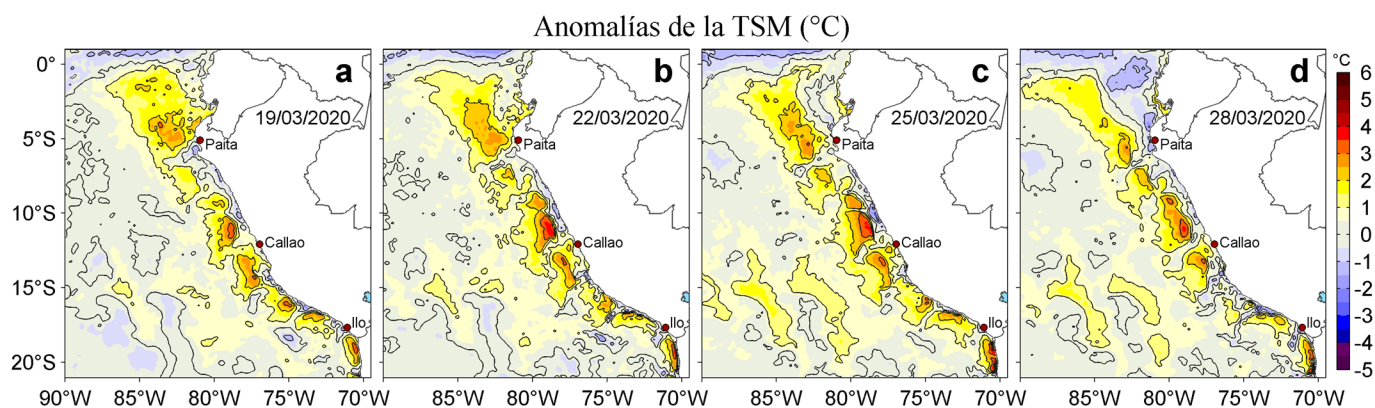 Anomalías de la TSM (°C)
a
b
c
d
19/03/2020
22/03/2020
25/03/2020
28/03/2020
Paita
Callao
Ilo
Paita
Callao
Ilo
Paita
Callao
Ilo
Paita
Callao
Ilo
0°
5°S
10°S
15°S
20°S
90°W 85°W 80°W 75°W 70°W 85°W 80°W 75°W 70°W 85°W 80°W 75°W 70°W 85°W 80°W 75°W 70°W
°C
6
5
4
3
2
1
0
-1
-2
-3
-4
-5